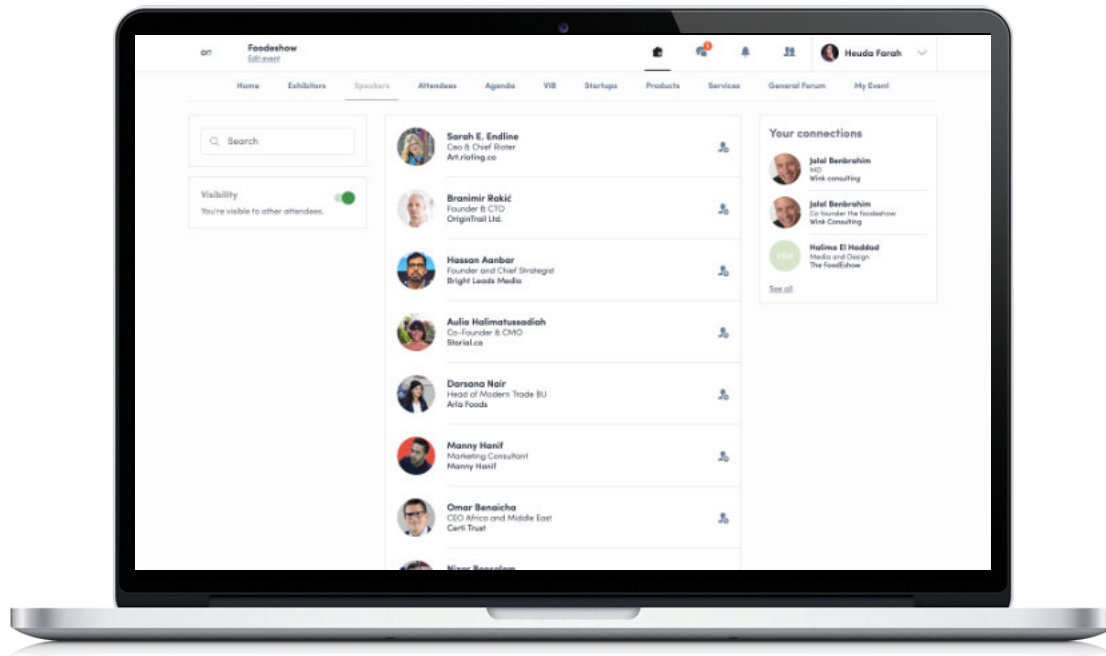 Foodeshow
Edit event
Heuda Farah
Home Exhibitors Speakers Attendees Agenda VIB Startups Products Services General Forum My Event
Search
Visibility
You're visible to other attendees.
Sarah E. Endline
Ceo & Chief Rioter
Art.rioting.co
Branimir Rakić
Founder & CTO
OriginTrail Ltd.
Hassan Aanbar
Founder and Chief Strategist
Bright Leads Media
Aulia Halimatussadiah
Co-Founder & CMO
Storial.co
Darsana Nair
Head of Modern Trade BU
Arla Foods
Manny Hanif
Marketing Consultant
Manny Hanif
Omar Benaicha
CEO Africa and Middle East
Certi Trust
Nizar Bensalem
Your connections
Jalal Benbrahim
MD
Wink consulting
Jalal Benbrahim
Co founder the foodeshow
Wink Consulting
Halima El Haddad
Media and Design
The FoodEshow
See all